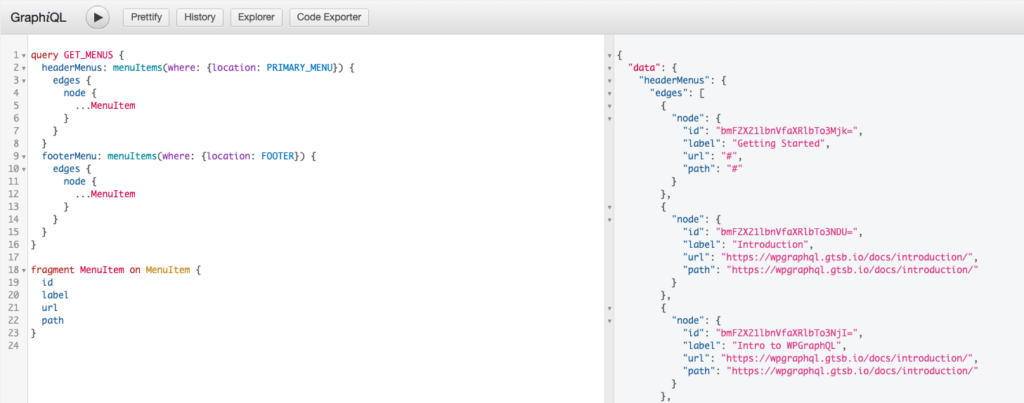 GraphiQL Prettify History Explorer Code Exporter
1 query GET_MENUS {
2 headerMenus: menuItems(where: {location: PRIMARY_MENU}) {
3 edges {
4 node {
5 ...MenuItem
6 }
7 }
8 }
9 footerMenu: menuItems(where: {location: FOOTER}) {
10 edges {
11 node {
12 ...MenuItem
13 }
14 }
15 }
16 }
17
18 fragment MenuItem on MenuItem {
19 id
20 label
21 url
22 path
23 }
24
{
"data": {
"headerMenus": {
"edges": [
{
"node": {
"id": "bmF2X21lbnVfaXRlbTo3Mjk=",
"label": "Getting Started",
"url": "#",
"path": "#"
}
},
{
"node": {
"id": "bmF2X21lbnVfaXRlbTo3NDU=",
"label": "Introduction",
"url": "https://wpgraphql.gtsb.io/docs/introduction/",
"path": "https://wpgraphql.gtsb.io/docs/introduction/"
}
},
{
"node": {
"id": "bmF2X21lbnVfaXRlbTo3NjI=",
"label": "Intro to WPGraphQL",
"url": "https://wpgraphql.gtsb.io/docs/introduction/",
"path": "https://wpgraphql.gtsb.io/docs/introduction/"
}
},